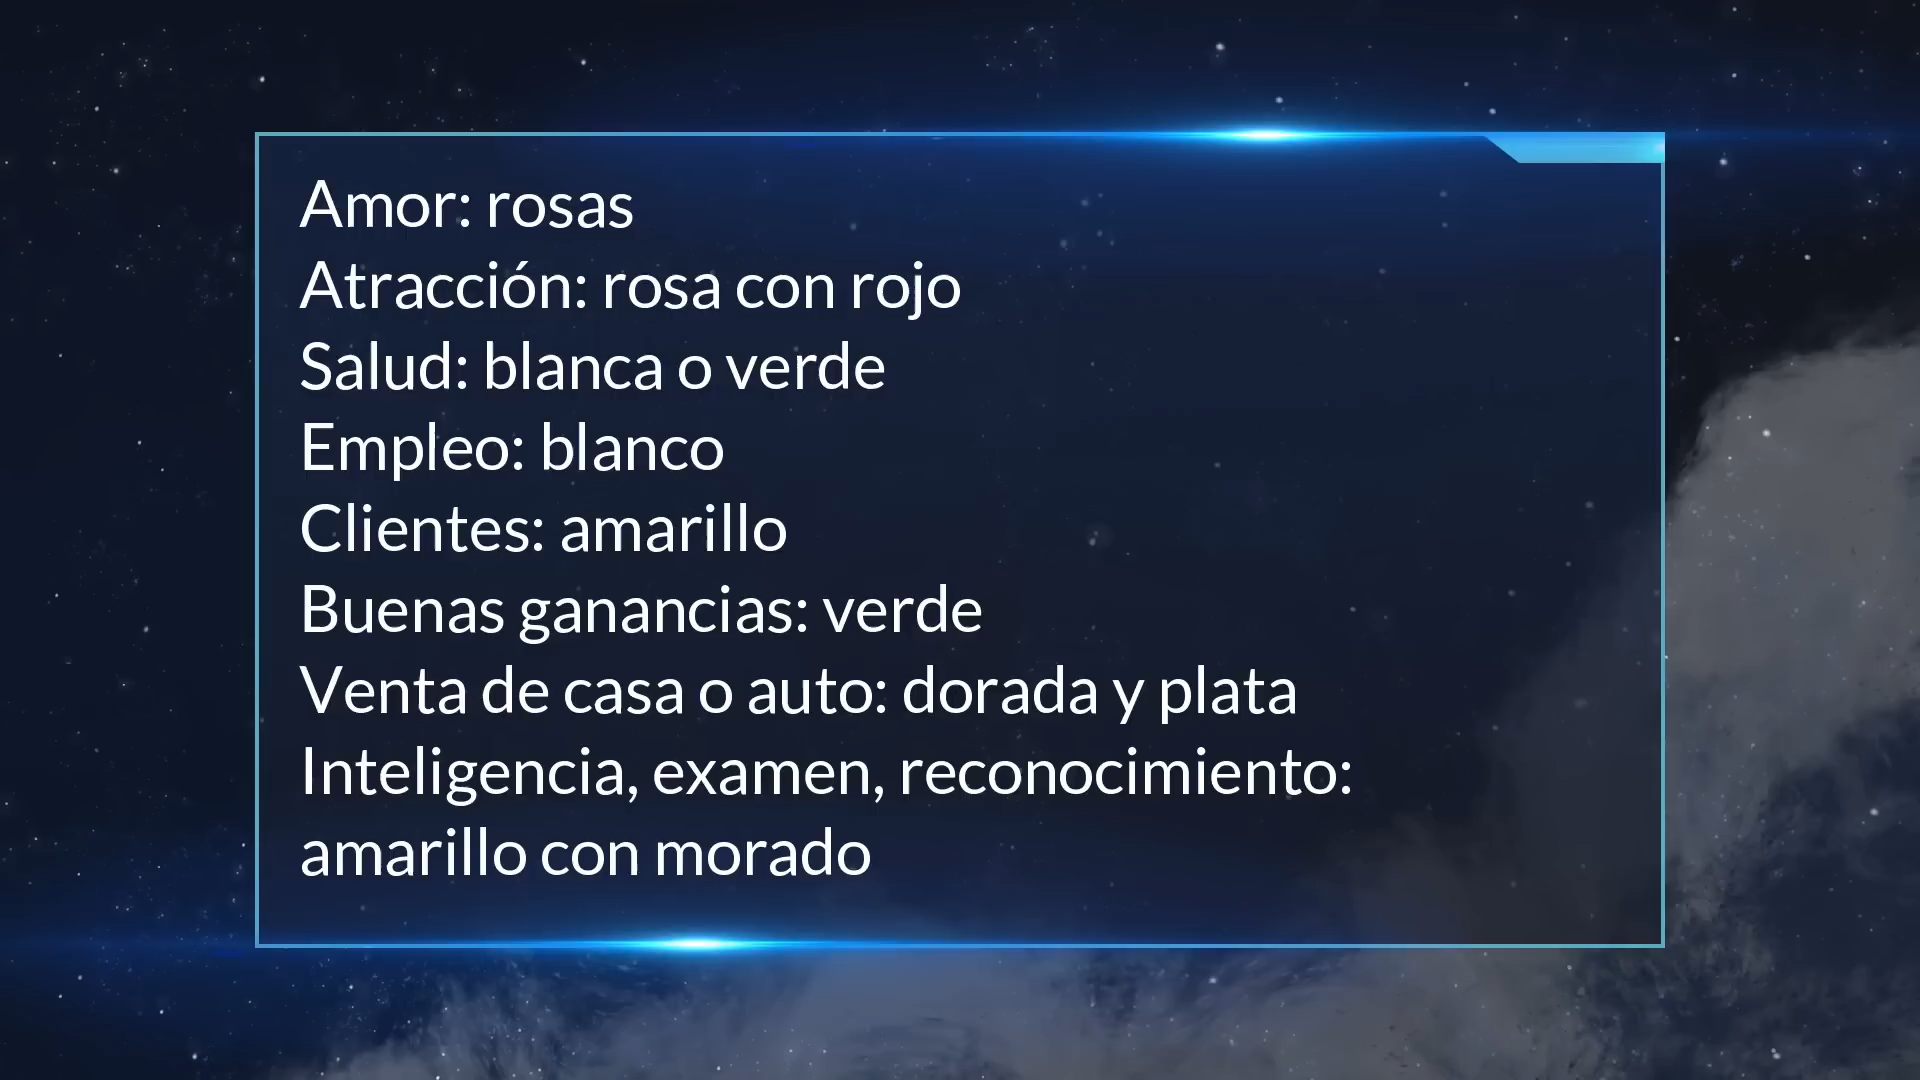 Amor: rosas
Atracción: rosa con rojo
Salud: blanca o verde
Empleo: blanco
Clientes: amarillo
Buenas ganancias: verde
Venta de casa o auto: dorada y plata
Inteligencia, examen, reconocimiento:
amarillo con morado